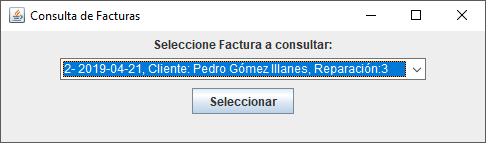 Consulta de Facturas
Seleccione Factura a consultar:
2- 2019-04-21, Cliente: Pedro Gómez Illanes, Reparación:3
Seleccionar